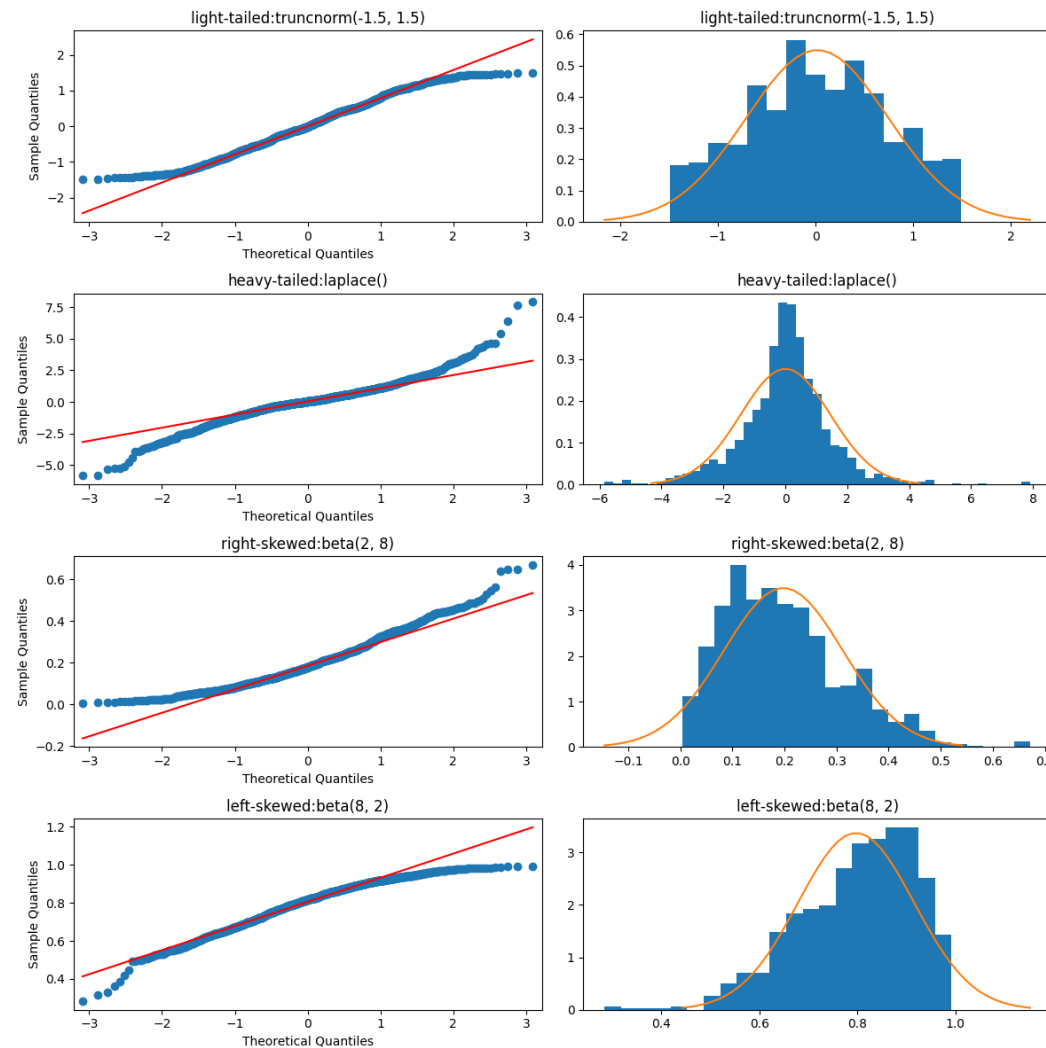 light-tailed:truncnorm(-1.5, 1.5)
Sample Quantiles
2
1
0
−1
−2
−3 −2 −1 0 1 2 3
Theoretical Quantiles
light-tailed:truncnorm(-1.5, 1.5)
0.6
0.5
0.4
0.3
0.2
0.1
0.0
−2 −1 0 1 2
heavy-tailed:laplace()
Sample Quantiles
7.5
5.0
2.5
0.0
−2.5
−5.0
−3 −2 −1 0 1 2 3
Theoretical Quantiles
heavy-tailed:laplace()
0.4
0.3
0.2
0.1
0.0
−6 −4 −2 0 2 4 6 8
right-skewed:beta(2, 8)
Sample Quantiles
0.6
0.4
0.2
0.0
−0.2
−3 −2 −1 0 1 2 3
Theoretical Quantiles
right-skewed:beta(2, 8)
4
3
2
1
0
−0.1 0.0 0.1 0.2 0.3 0.4 0.5 0.6
left-skewed:beta(8, 2)
Sample Quantiles
1.2
1.0
0.8
0.6
0.4
−3 −2 −1 0 1 2 3
Theoretical Quantiles
left-skewed:beta(8, 2)
3
2
1
0
0.4 0.6 0.8 1.0